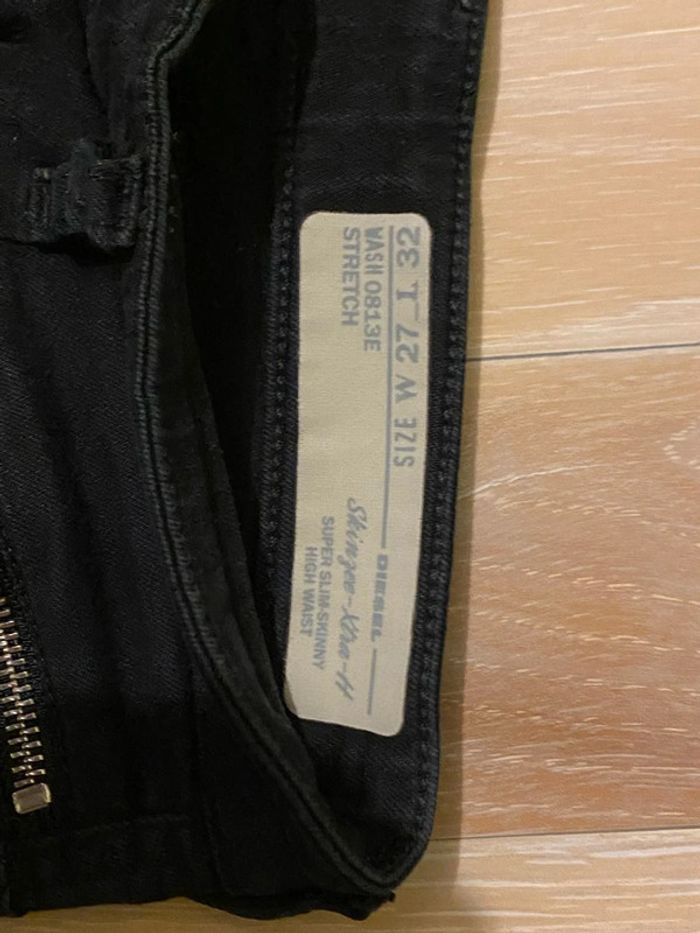 DIESEL
Skinzee-Xtra-H
SUPER SLIM-SKINNY
HIGH WAIST
SIZE W 27 L 32
WASH 0813E
STRETCH